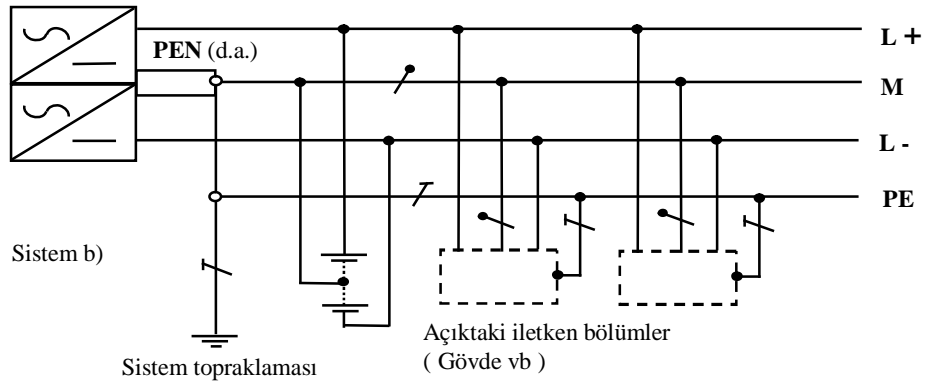 L +
PEN (d.a.)
M
L -
PE
Sistem b)
Açıktaki iletken bölümler
( Gövde vb )
Sistem topraklaması